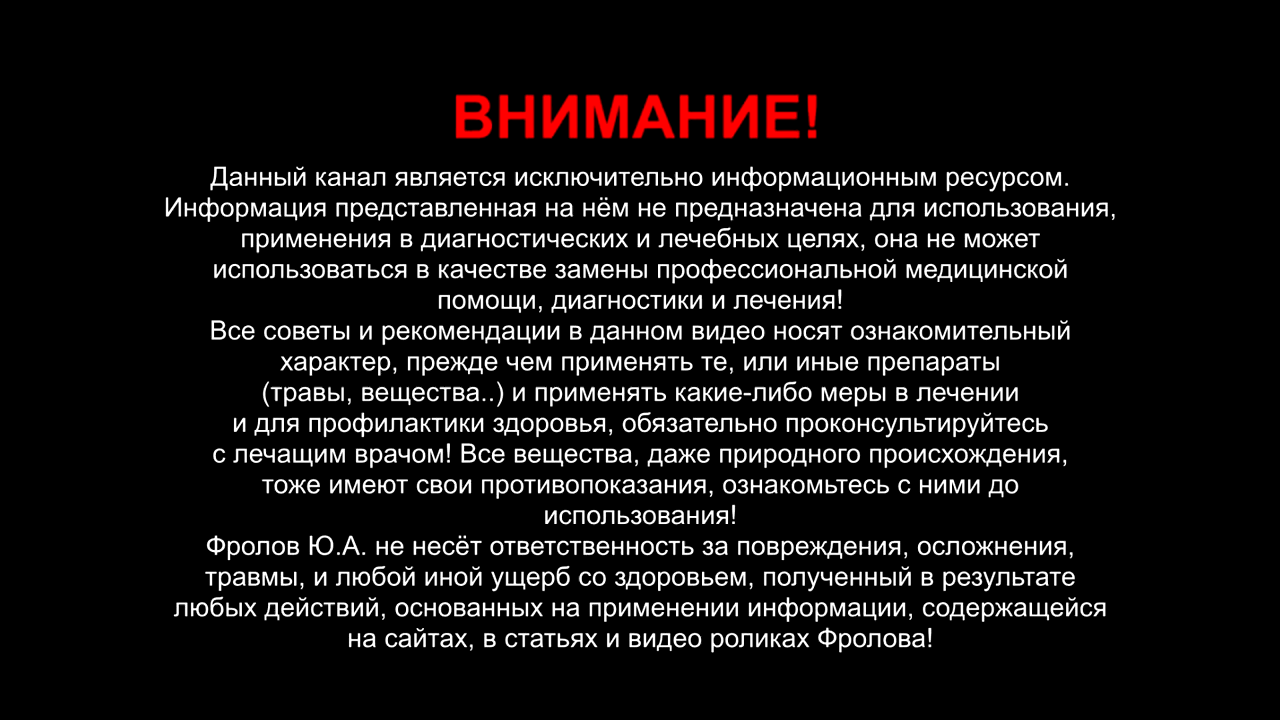 ВНИМАНИЕ!
Данный канал является исключительно информационным ресурсом.
Информация представленная на нём не предназначена для использования,
применения в диагностических и лечебных целях, она не может
использоваться в качестве замены профессиональной медицинской
помощи, диагностики и лечения!
Все советы и рекомендации в данном видео носят ознакомительный
характер, прежде чем применять те, или иные препараты
(травы, вещества..) и применять какие-либо меры в лечении
и для профилактики здоровья, обязательно проконсультируйтесь
с лечащим врачом! Все вещества, даже природного происхождения,
тоже имеют свои противопоказания, ознакомьтесь с ними до
использования!
Фролов Ю.А. не несёт ответственность за повреждения, осложнения,
травмы, и любой иной ущерб со здоровьем, полученный в результате
любых действий, основанных на применении информации, содержащейся
на сайтах, в статьях и видео роликах Фролова!